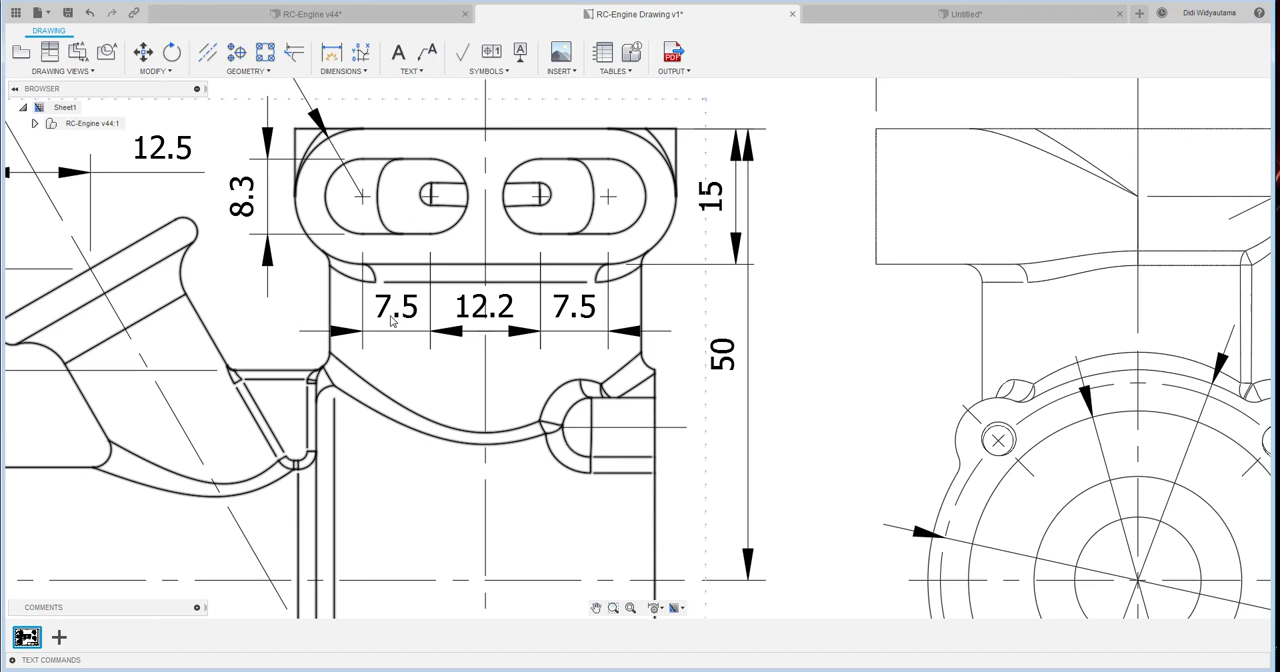 RC-Engine v44*
RC-Engine Drawing v1*
Untitled*
Didi Widyautama
DRAWING
DRAWING VIEWS
MODIFY
GEOMETRY
DIMENSIONS
TEXT
SYMBOLS
INSERT
TABLES
OUTPUT
BROWSER
Sheet1
RC-Engine v44:1
12.5
8.3
15
7.5
12.2
7.5
50
COMMENTS
TEXT COMMANDS